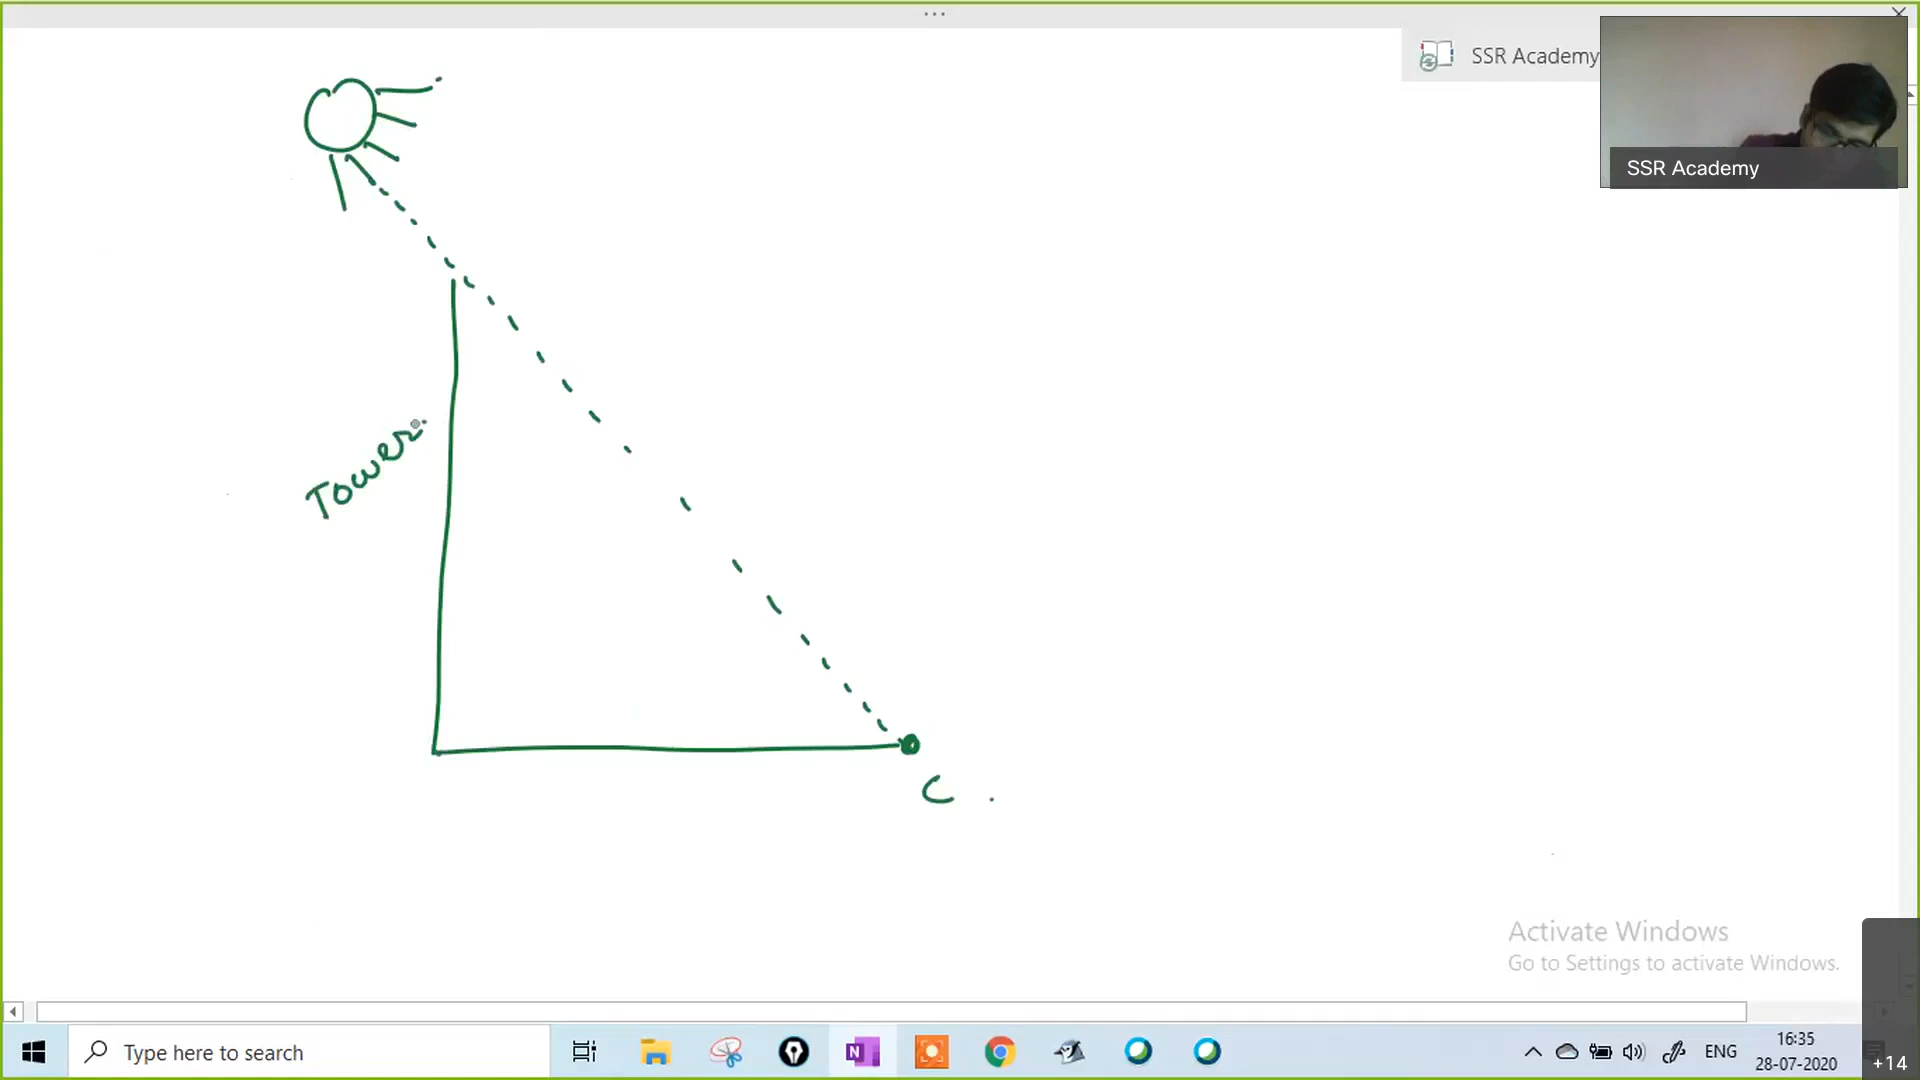 ...
SSR Academy
SSR Academy
Tower
C
Activate Windows
Go to Settings to activate Windows.
Type here to search
N
ENG
16:35
28-07-2020
+14